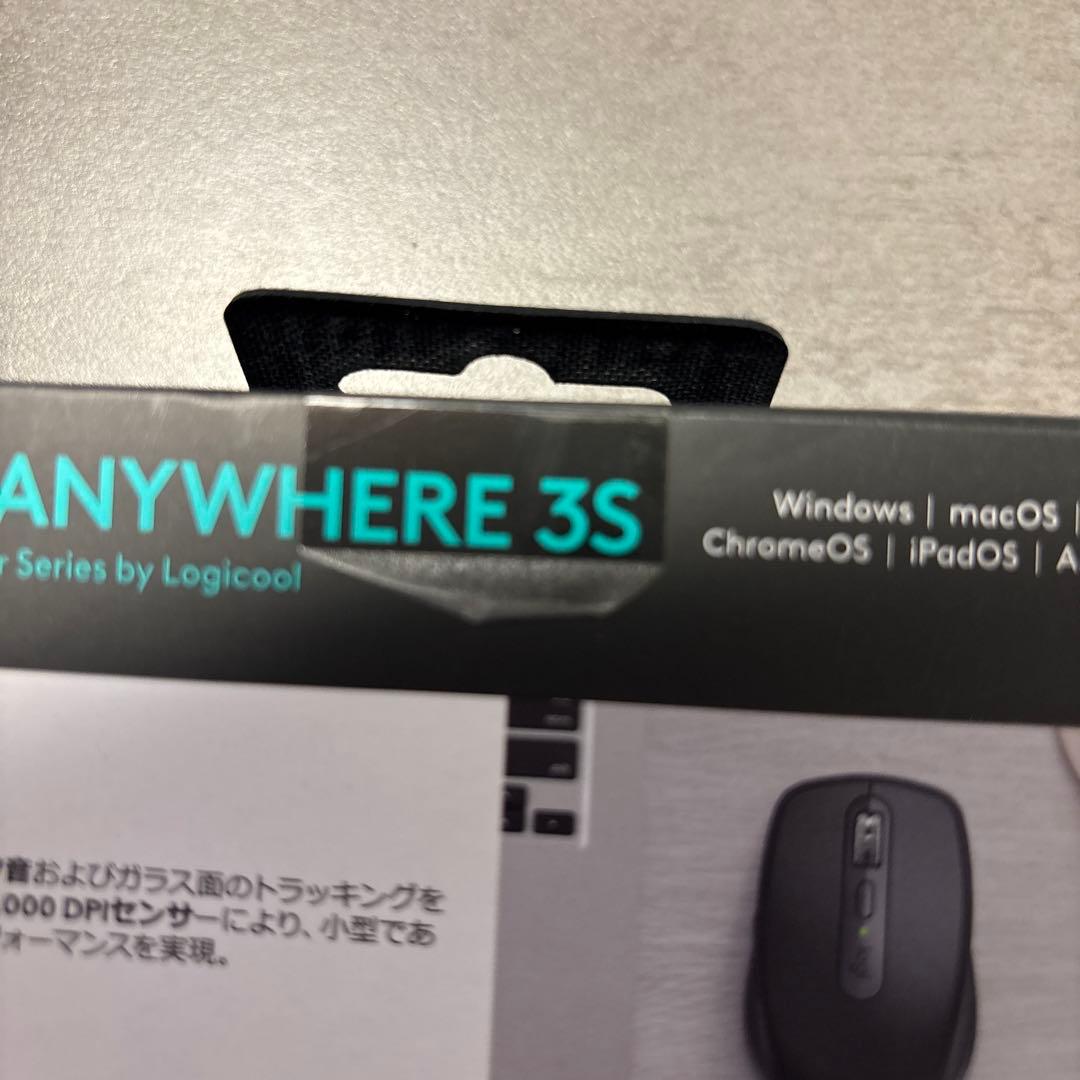 ANYWHERE 3S
r Series by Logicool
Windows | macOS |
ChromeOS | iPadOS | A
音およびガラス面のトラッキングを
000 DPIセンサーにより、小型であ
ォーマンスを実現。
logi